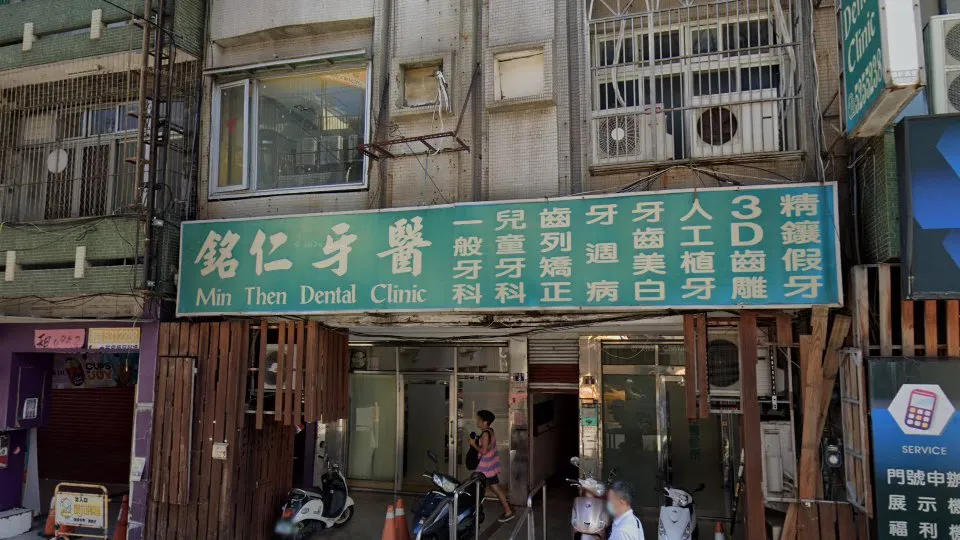 銘仁牙醫
Min Then Dental Clinic
一般牙科
兒童牙科
齒列矯正
牙週病
牙齒美白
人工植牙
3D齒雕
精鑲假牙
Dental
Clinic
SERVICE
門號申辦
展示機
福利機